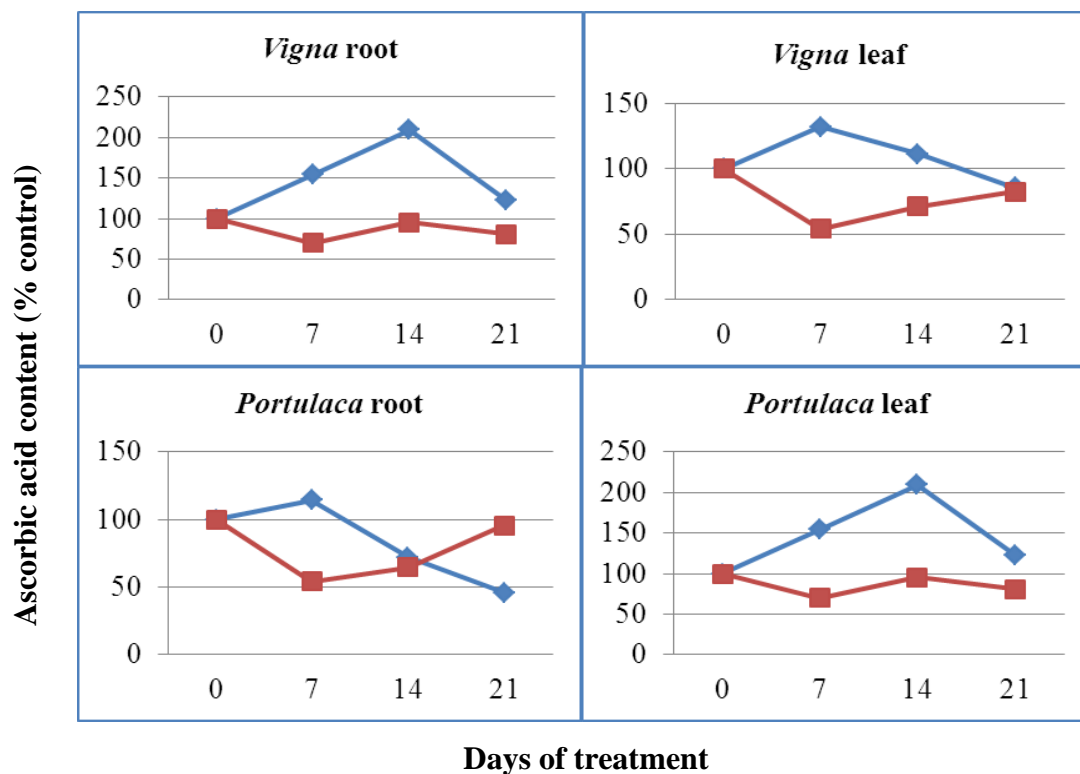 Ascorbic acid content (% control)
Vigna root
250
200
150
100
50
0
0 7 14 21
Vigna leaf
150
100
50
0
0 7 14 21
Portulaca root
150
100
50
0
0 7 14 21
Portulaca leaf
250
200
150
100
50
0
0 7 14 21
Days of treatment